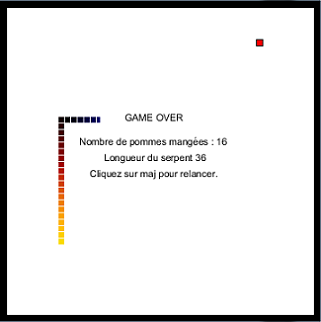 GAME OVER
Nombre de pommes mangées : 16
Longueur du serpent 36
Cliquez sur maj pour relancer.